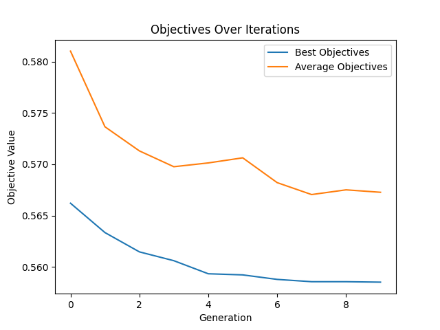 Objectives Over Iterations
Best Objectives
Average Objectives
Objective Value
0.580
0.575
0.570
0.565
0.560
0 2 4 6 8
Generation